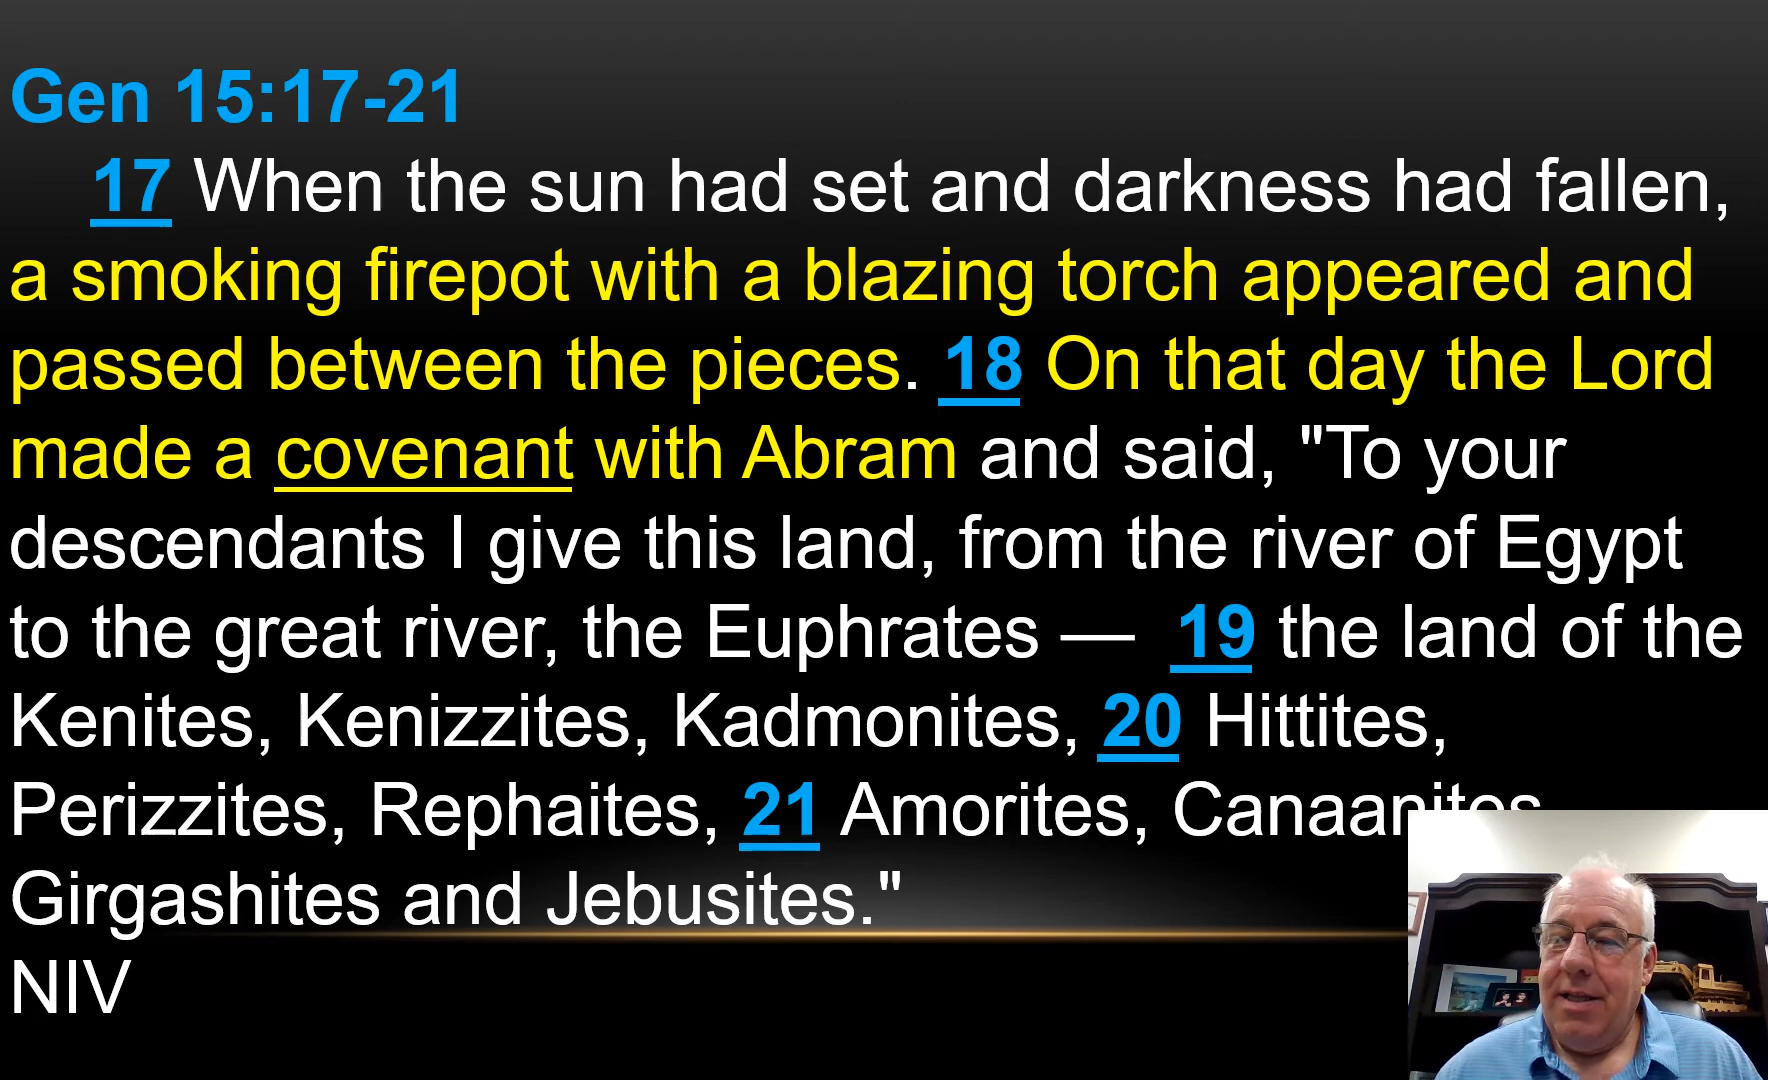 Gen 15:17-21
17 When the sun had set and darkness had fallen,
a smoking firepot with a blazing torch appeared and
passed between the pieces. 18 On that day the Lord
made a covenant with Abram and said, "To your
descendants I give this land, from the river of Egypt
to the great river, the Euphrates — 19 the land of the
Kenites, Kenizzites, Kadmonites, 20 Hittites,
Perizzites, Rephaites, 21 Amorites, Canaanites
Girgashites and Jebusites."
NIV